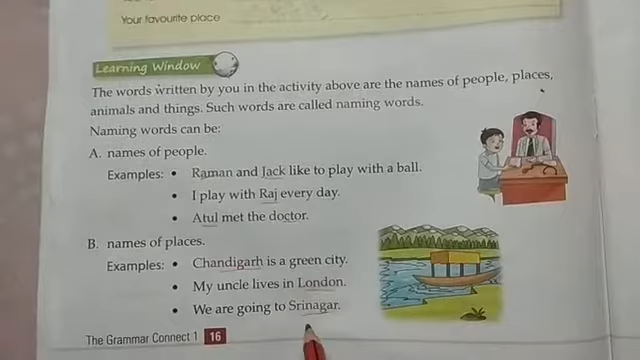 Your favourite place
Learning Window
The words written by you in the activity above are the names of people, places,
animals and things. Such words are called naming words.
Naming words can be:
A. names of people.
Examples: • Raman and Jack like to play with a ball.
• I play with Raj every day.
• Atul met the doctor.
B. names of places.
Examples: • Chandigarh is a green city.
• My uncle lives in London.
• We are going to Srinagar.
The Grammar Connect 1 16